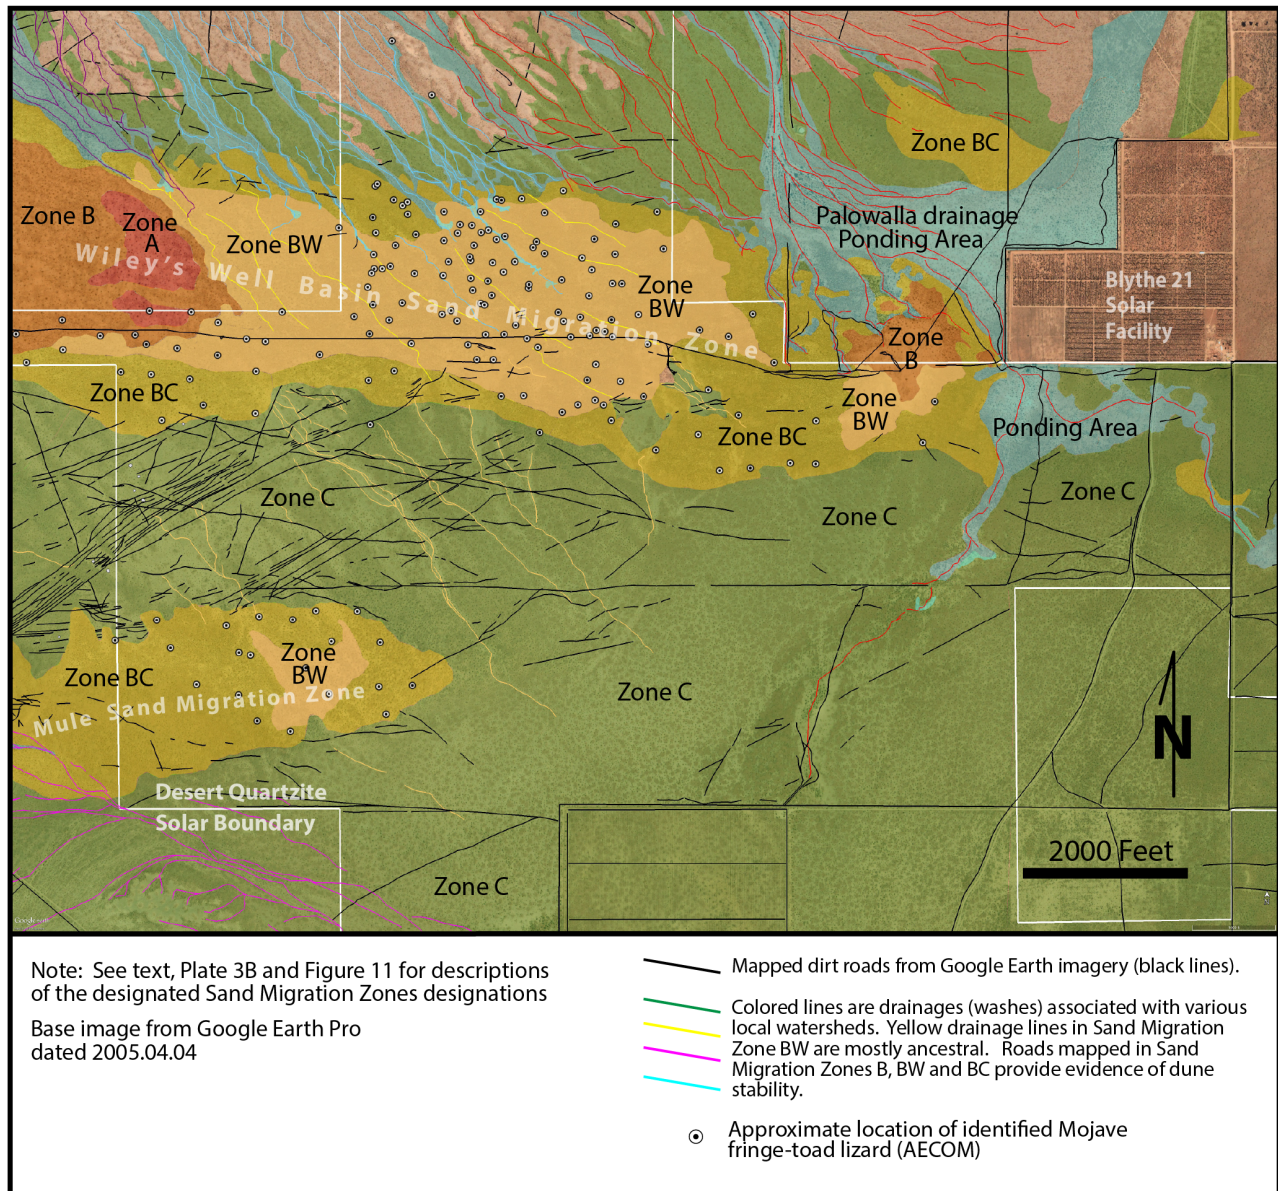 Zone BC
Zone B
Zone
A
Zone BW
Palowalla drainage
Ponding Area
Wiley's Well Basin Sand Migration Zone
Zone
BW
Blythe 21
Solar
Facility
Zone
B
Zone BC
Zone
BW
Zone BC
Ponding Area
Zone C
Zone C
Zone C
Zone
BW
Zone BC
Mule Sand Migration Zone
Zone C
N
Desert Quartzite
Solar Boundary
2000 Feet
Zone C
Google earth
Note: See text, Plate 3B and Figure 11 for descriptions
of the designated Sand Migration Zones designations
Base image from Google Earth Pro
dated 2005.04.04
Mapped dirt roads from Google Earth imagery (black lines).
Colored lines are drainages (washes) associated with various
local watersheds. Yellow drainage lines in Sand Migration
Zone BW are mostly ancestral. Roads mapped in Sand
Migration Zones B, BW and BC provide evidence of dune
stability.
Approximate location of identified Mojave
fringe-toad lizard (AECOM)